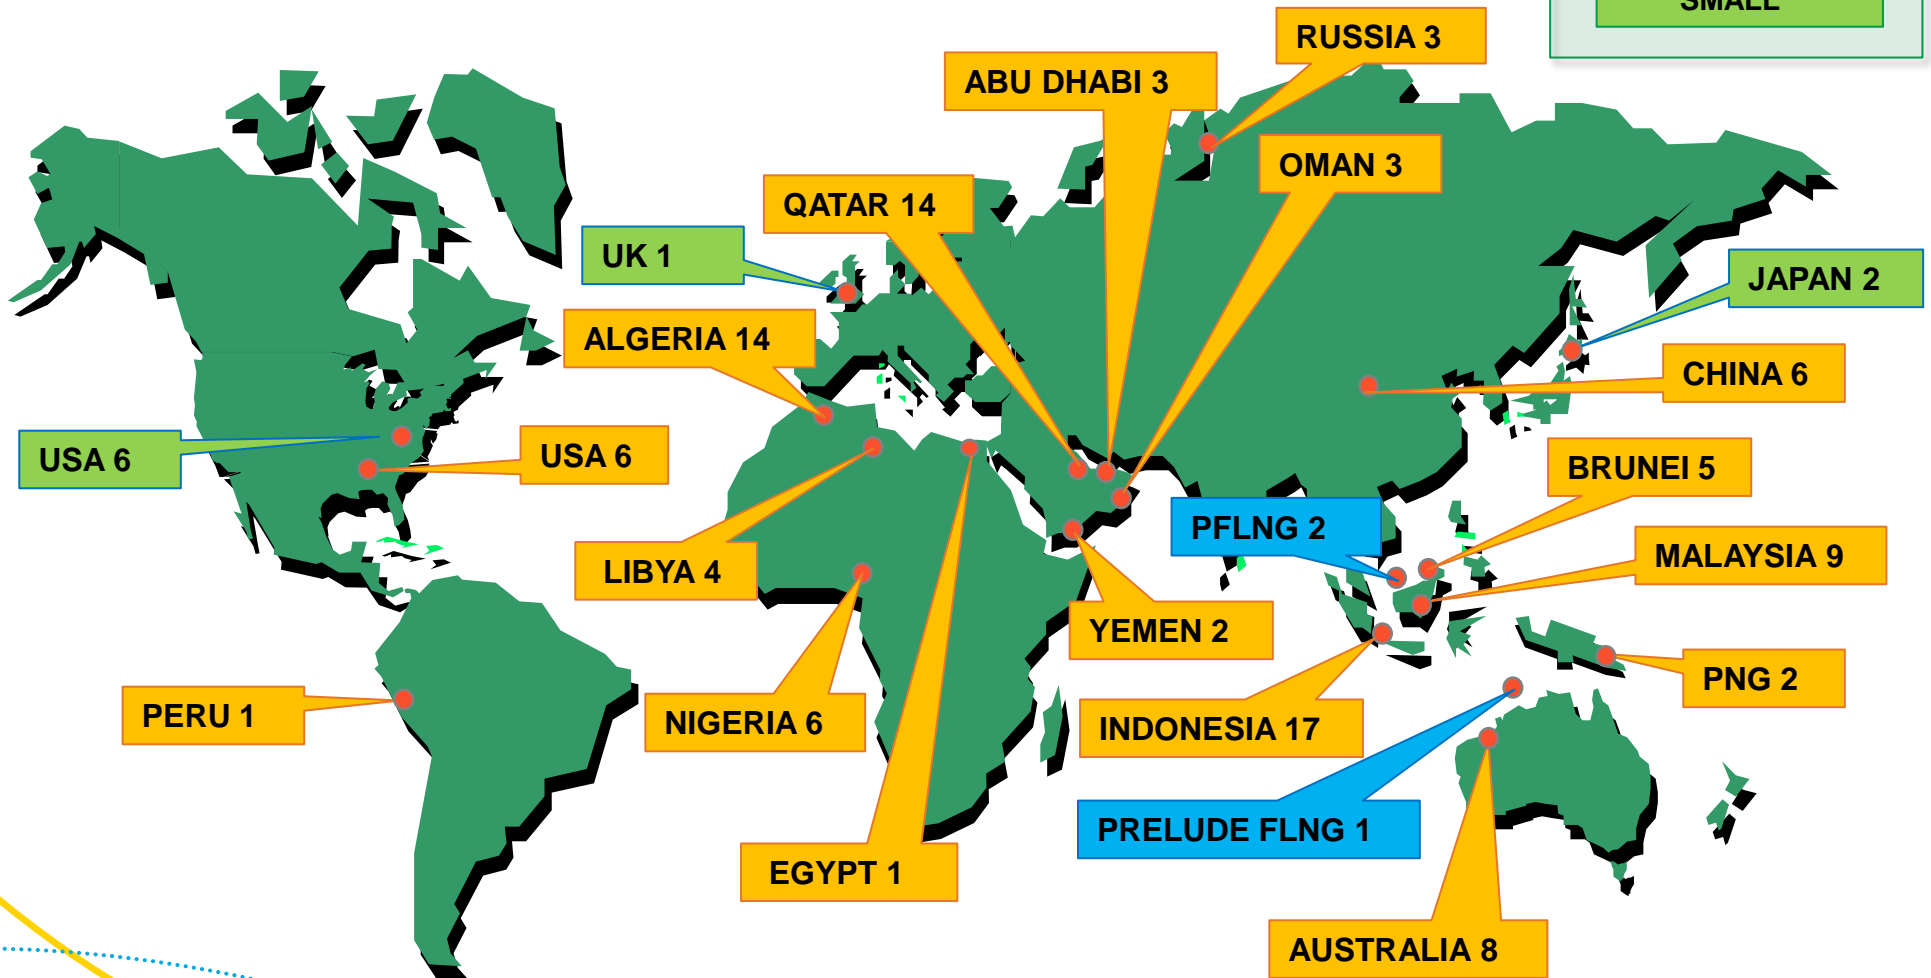 SMALL
RUSSIA 3
ABU DHABI 3
OMAN 3
QATAR 14
UK 1
JAPAN 2
ALGERIA 14
CHINA 6
USA 6
USA 6
BRUNEI 5
PFLNG 2
MALAYSIA 9
LIBYA 4
YEMEN 2
PNG 2
PERU 1
NIGERIA 6
INDONESIA 17
PRELUDE FLNG 1
EGYPT 1
AUSTRALIA 8